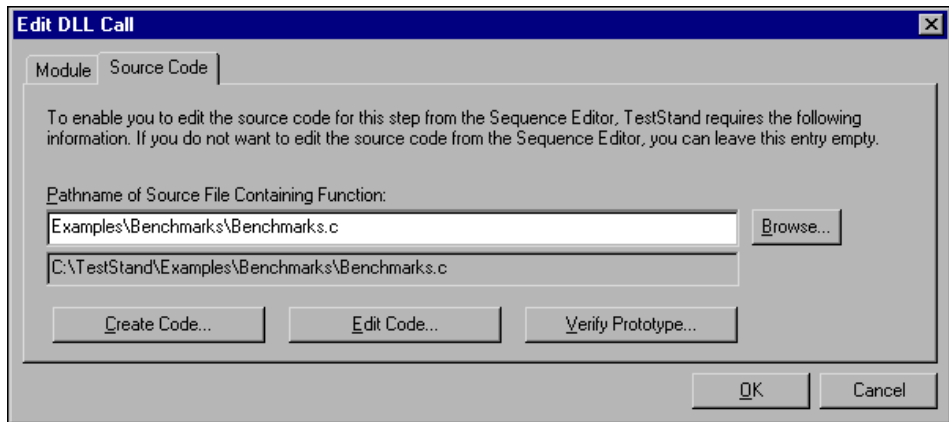 Edit DLL Call
Module Source Code
To enable you to edit the source code for this step from the Sequence Editor, TestStand requires the following
information. If you do not want to edit the source code from the Sequence Editor, you can leave this entry empty.
Pathname of Source File Containing Function:
Examples\Benchmarks\Benchmarks.c Browse...
C:\TestStand\Examples\Benchmarks\Benchmarks.c
Create Code... Edit Code... Verify Prototype...
OK Cancel